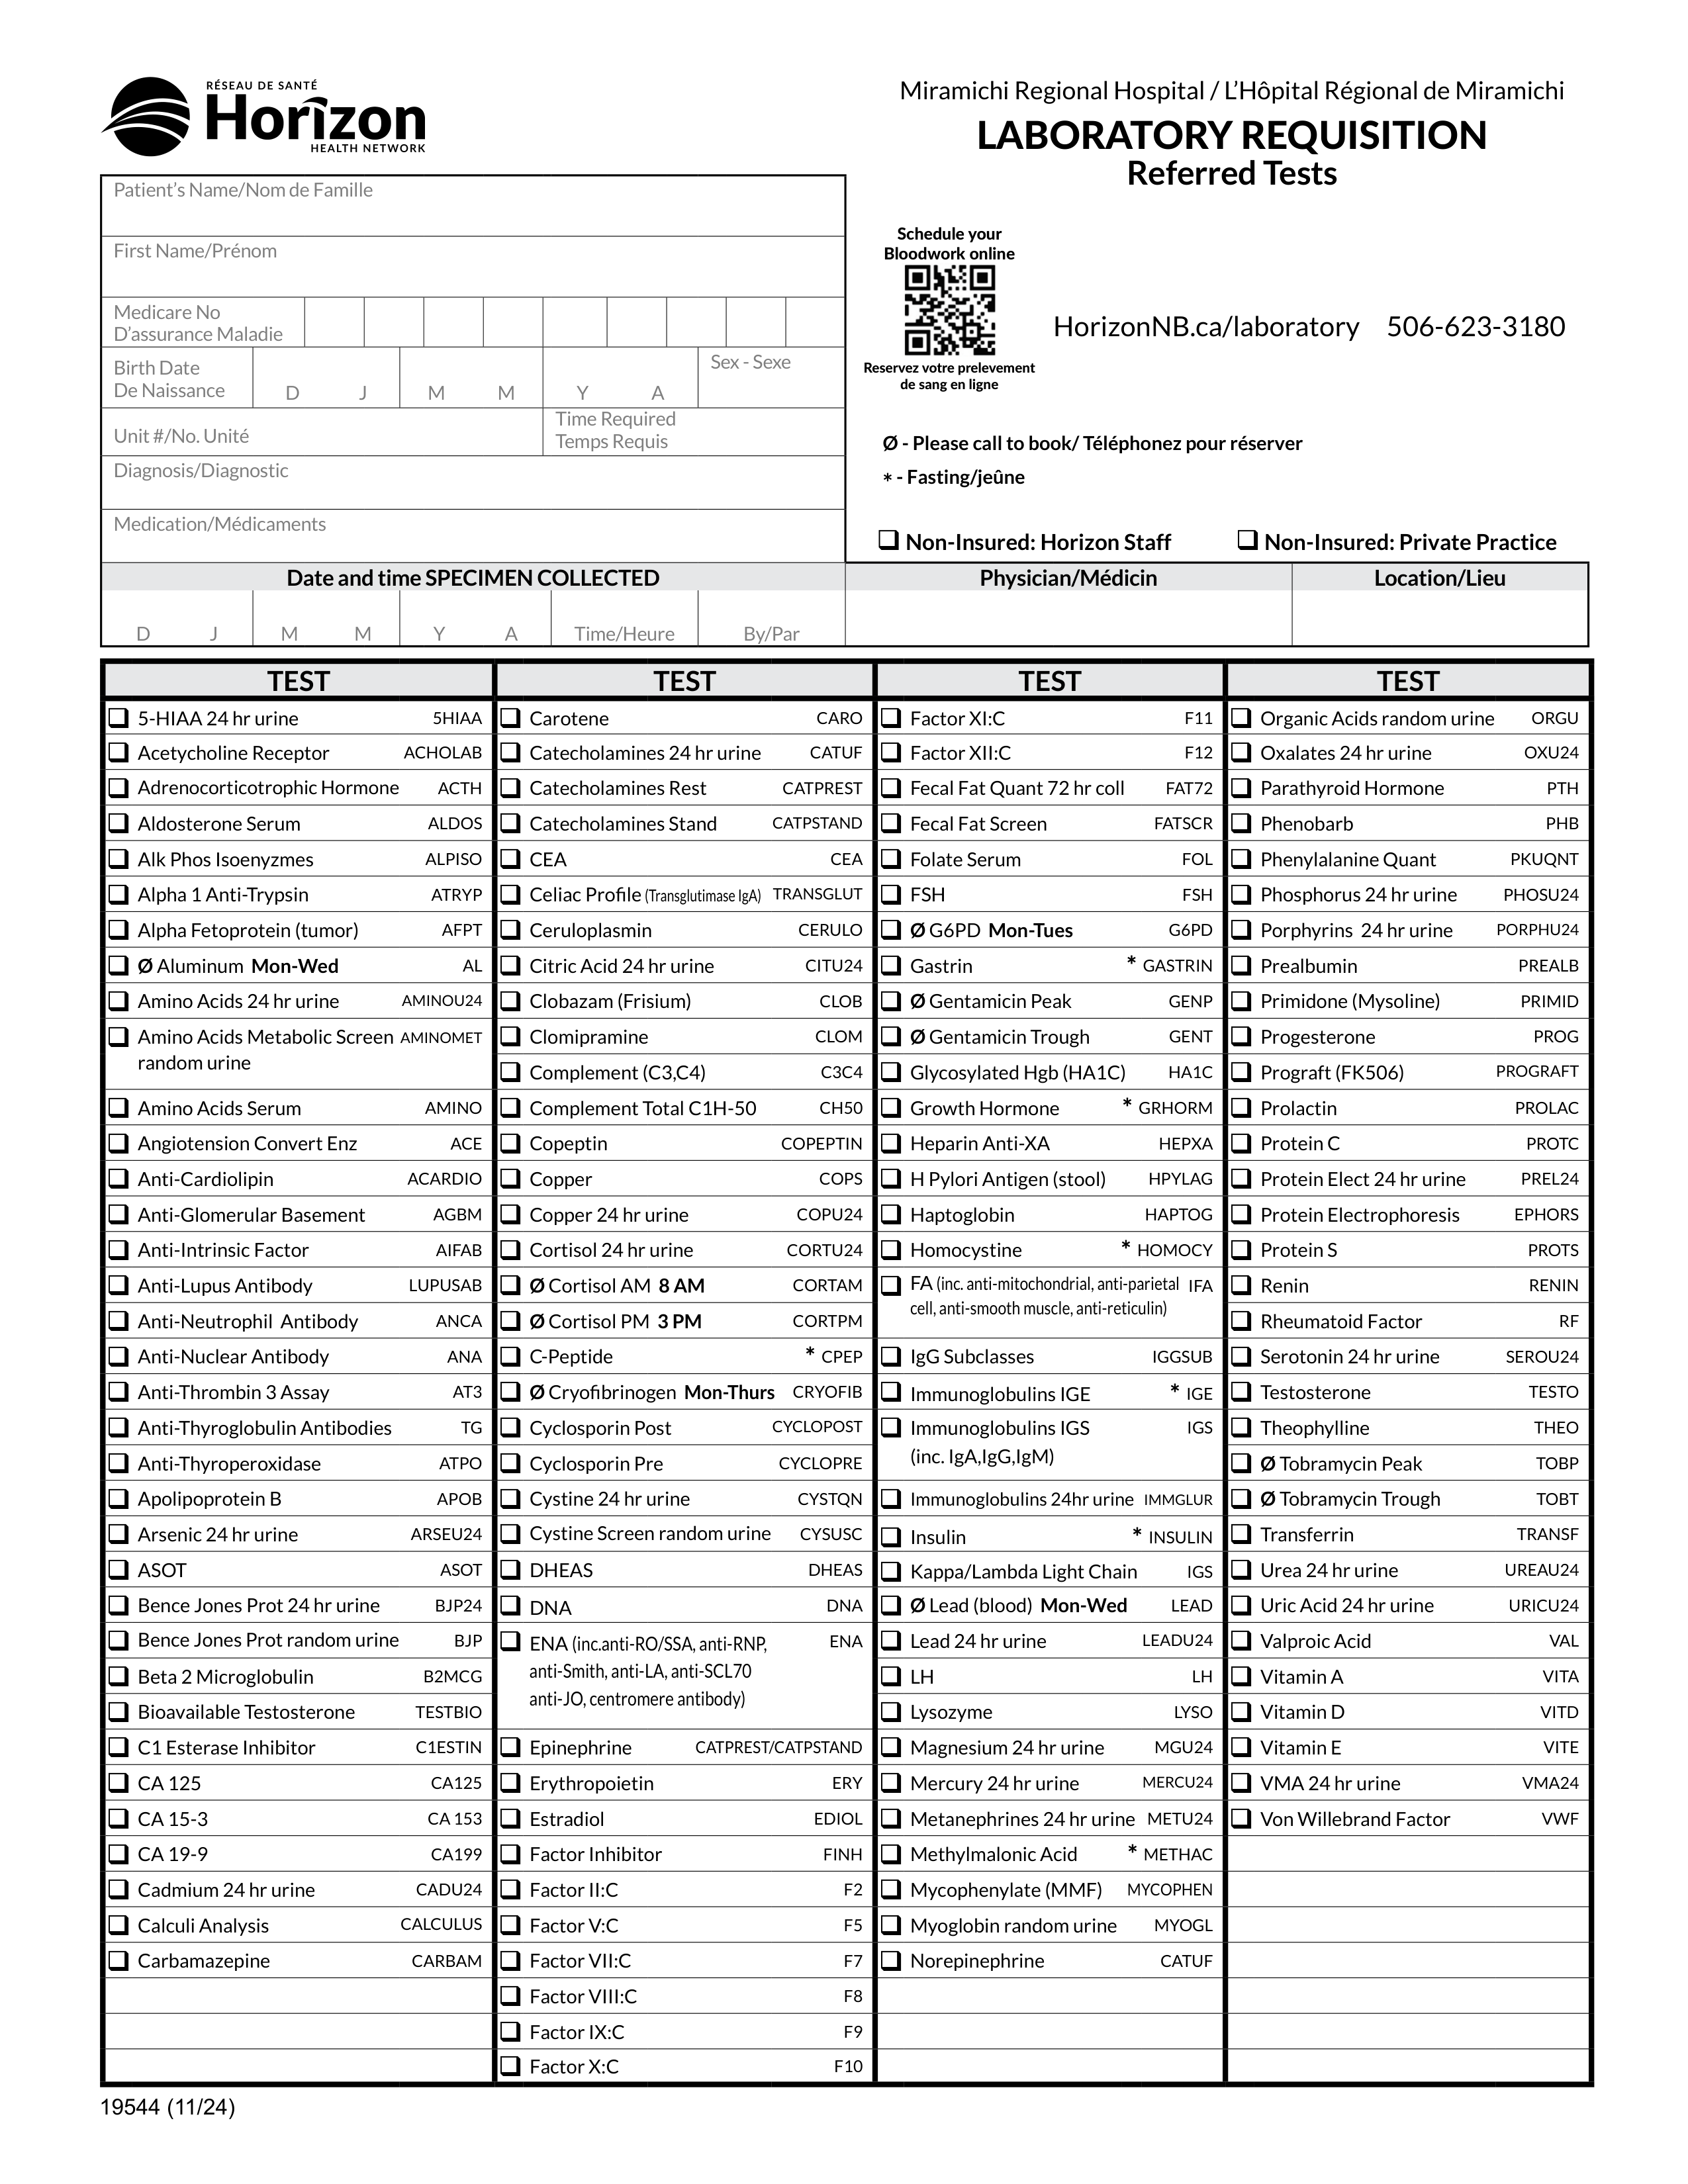 RÉSEAU DE SANTÉ
Horizon
HEALTH NETWORK
Miramichi Regional Hospital / L’Hôpital Régional de Miramichi
LABORATORY REQUISITION
Referred Tests
Patient’s Name/Nom de Famille
First Name/Prénom
Medicare No
D’assurance Maladie
Birth Date
De Naissance
D J M M Y A
Sex - Sexe
Unit #/No. Unité
Time Required
Temps Requis
Diagnosis/Diagnostic
Medication/Médicaments
Schedule your
Bloodwork online
Reservez votre prelevement
de sang en ligne
HorizonNB.ca/laboratory 506-623-3180
Ø - Please call to book/ Téléphonez pour réserver
* - Fasting/jeûne
Non-Insured: Horizon Staff
Non-Insured: Private Practice
Date and time SPECIMEN COLLECTED
Physician/Médicin
Location/Lieu
D J M M Y A Time/Heure By/Par
TEST
5-HIAA 24 hr urine 5HIAA
Acetycholine Receptor ACHOLAB
Adrenocorticotrophic Hormone ACTH
Aldosterone Serum ALDOS
Alk Phos Isoenyzmes ALPISO
Alpha 1 Anti-Trypsin ATRYP
Alpha Fetoprotein (tumor) AFPT
Ø Aluminum Mon-Wed AL
Amino Acids 24 hr urine AMINOU24
Amino Acids Metabolic Screen AMINOMET
random urine
Amino Acids Serum AMINO
Angiotension Convert Enz ACE
Anti-Cardiolipin ACARDIO
Anti-Glomerular Basement AGBM
Anti-Intrinsic Factor AIFAB
Anti-Lupus Antibody LUPUSAB
Anti-Neutrophil Antibody ANCA
Anti-Nuclear Antibody ANA
Anti-Thrombin 3 Assay AT3
Anti-Thyroglobulin Antibodies TG
Anti-Thyroperoxidase ATPO
Apolipoprotein B APOB
Arsenic 24 hr urine ARSEU24
ASOT ASOT
Bence Jones Prot 24 hr urine BJP24
Bence Jones Prot random urine BJP
Beta 2 Microglobulin B2MCG
Bioavailable Testosterone TESTBIO
C1 Esterase Inhibitor C1ESTIN
CA 125 CA125
CA 15-3 CA 153
CA 19-9 CA199
Cadmium 24 hr urine CADU24
Calculi Analysis CALCULUS
Carbamazepine CARBAM
TEST
Carotene CARO
Catecholamines 24 hr urine CATUF
Catecholamines Rest CATPREST
Catecholamines Stand CATPSTAND
CEA CEA
Celiac Profile (Transglutimase IgA) TRANSGLUT
Ceruloplasmin CERULO
Citric Acid 24 hr urine CITU24
Clobazam (Frisium) CLOB
Clomipramine CLOM
Complement (C3,C4) C3C4
Complement Total C1H-50 CH50
Copeptin COPEPTIN
Copper COPS
Copper 24 hr urine COPU24
Cortisol 24 hr urine CORTU24
Ø Cortisol AM 8 AM CORTAM
Ø Cortisol PM 3 PM CORTPM
C-Peptide * CPEP
Ø Cryofibrinogen Mon-Thurs CRYOFIB
Cyclosporin Post CYCLOPOST
Cyclosporin Pre CYCLOPRE
Cystine 24 hr urine CYSTQN
Cystine Screen random urine CYSUSC
DHEAS DHEAS
DNA DNA
ENA (inc.anti-RO/SSA, anti-RNP, ENA
anti-Smith, anti-LA, anti-SCL70
anti-JO, centromere antibody)
Epinephrine CATPREST/CATPSTAND
Erythropoietin ERY
Estradiol EDIOL
Factor Inhibitor FINH
Factor II:C F2
Factor V:C F5
Factor VII:C F7
Factor VIII:C F8
Factor IX:C F9
Factor X:C F10
TEST
Factor XI:C F11
Factor XII:C F12
Fecal Fat Quant 72 hr coll FAT72
Fecal Fat Screen FATSCR
Folate Serum FOL
FSH FSH
Ø G6PD Mon-Tues G6PD
Gastrin * GASTRIN
Ø Gentamicin Peak GENP
Ø Gentamicin Trough GENT
Glycosylated Hgb (HA1C) HA1C
Growth Hormone * GRHORM
Heparin Anti-XA HEPXA
H Pylori Antigen (stool) HPYLAG
Haptoglobin HAPTOG
Homocystine * HOMOCY
FA (inc. anti-mitochondrial, anti-parietal IFA
cell, anti-smooth muscle, anti-reticulin)
IgG Subclasses IGGSUB
Immunoglobulins IGE * IGE
Immunoglobulins IGS IGS
(inc. IgA,IgG,IgM)
Immunoglobulins 24hr urine IMMGLUR
Insulin * INSULIN
Kappa/Lambda Light Chain IGS
Ø Lead (blood) Mon-Wed LEAD
Lead 24 hr urine LEADU24
LH LH
Lysozyme LYSO
Magnesium 24 hr urine MGU24
Mercury 24 hr urine MERCU24
Metanephrines 24 hr urine METU24
Methylmalonic Acid * METHAC
Mycophenylate (MMF) MYCOPHEN
Myoglobin random urine MYOGL
Norepinephrine CATUF
TEST
Organic Acids random urine ORGU
Oxalates 24 hr urine OXU24
Parathyroid Hormone PTH
Phenobarb PHB
Phenylalanine Quant PKUQNT
Phosphorus 24 hr urine PHOSU24
Porphyrins 24 hr urine PORPHU24
Prealbumin PREALB
Primidone (Mysoline) PRIMID
Progesterone PROG
Prograft (FK506) PROGRAFT
Prolactin PROLAC
Protein C PROTC
Protein Elect 24 hr urine PREL24
Protein Electrophoresis EPHORS
Protein S PROTS
Renin RENIN
Rheumatoid Factor RF
Serotonin 24 hr urine SEROU24
Testosterone TESTO
Theophylline THEO
Ø Tobramycin Peak TOBP
Ø Tobramycin Trough TOBT
Transferrin TRANSF
Urea 24 hr urine UREAU24
Uric Acid 24 hr urine URICU24
Valproic Acid VAL
Vitamin A VITA
Vitamin D VITD
Vitamin E VITE
VMA 24 hr urine VMA24
Von Willebrand Factor VWF
19544 (11/24)